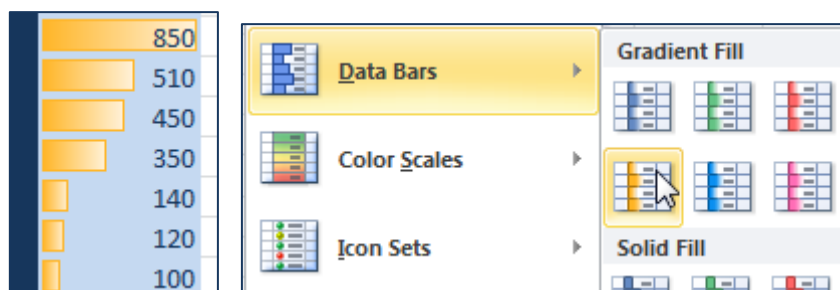 850
510
450
350
140
120
100
Data Bars
Color Scales
Icon Sets
Gradient Fill
Solid Fill